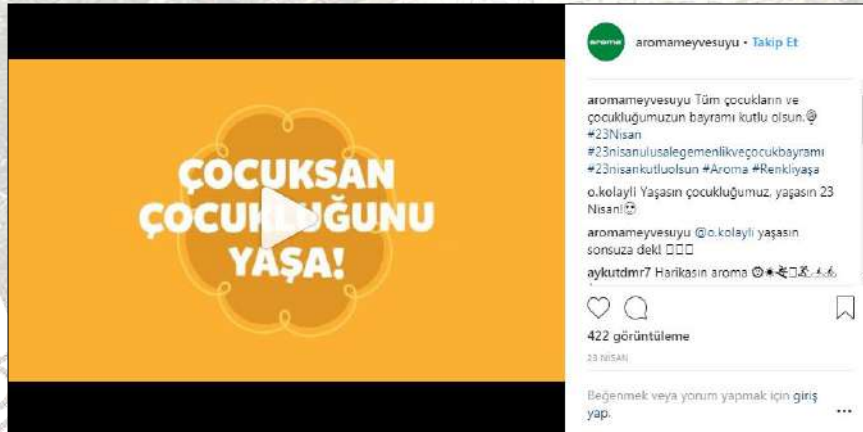 ÇOCUKSAN
ÇOCUKLUĞUNU
YAŞA!
aroma
aromameyvesuyu • Takip Et
aromameyvesuyu Tüm çocukların ve
çocukluğumuzun bayramı kutlu olsun.
#23Nisan
#23nisanulusalegemenlikveçocukbayramı
#23nisankutluolsun #Aroma #Renkliyaşa
o.kolayli Yaşasın çocukluğumuz, yaşasın 23
Nisan!
aromameyvesuyu @o.kolayli yaşasın
sonsuza dek!
aykutdmr7 Harikasın aroma
422 görüntüleme
23 NİSAN
Beğenmek veya yorum yapmak için giriş
yap.